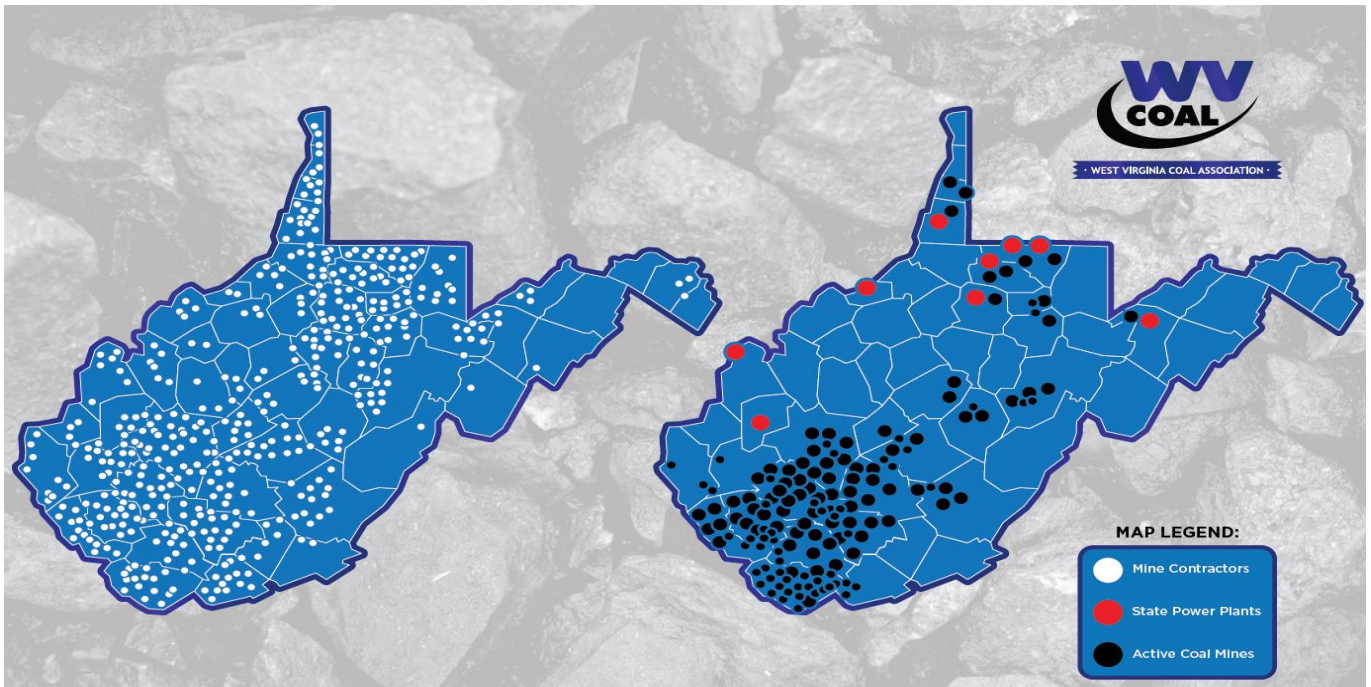 WV
COAL
• WEST VIRGINIA COAL ASSOCIATION •
MAP LEGEND:
Mine Contractors
State Power Plants
Active Coal Mines